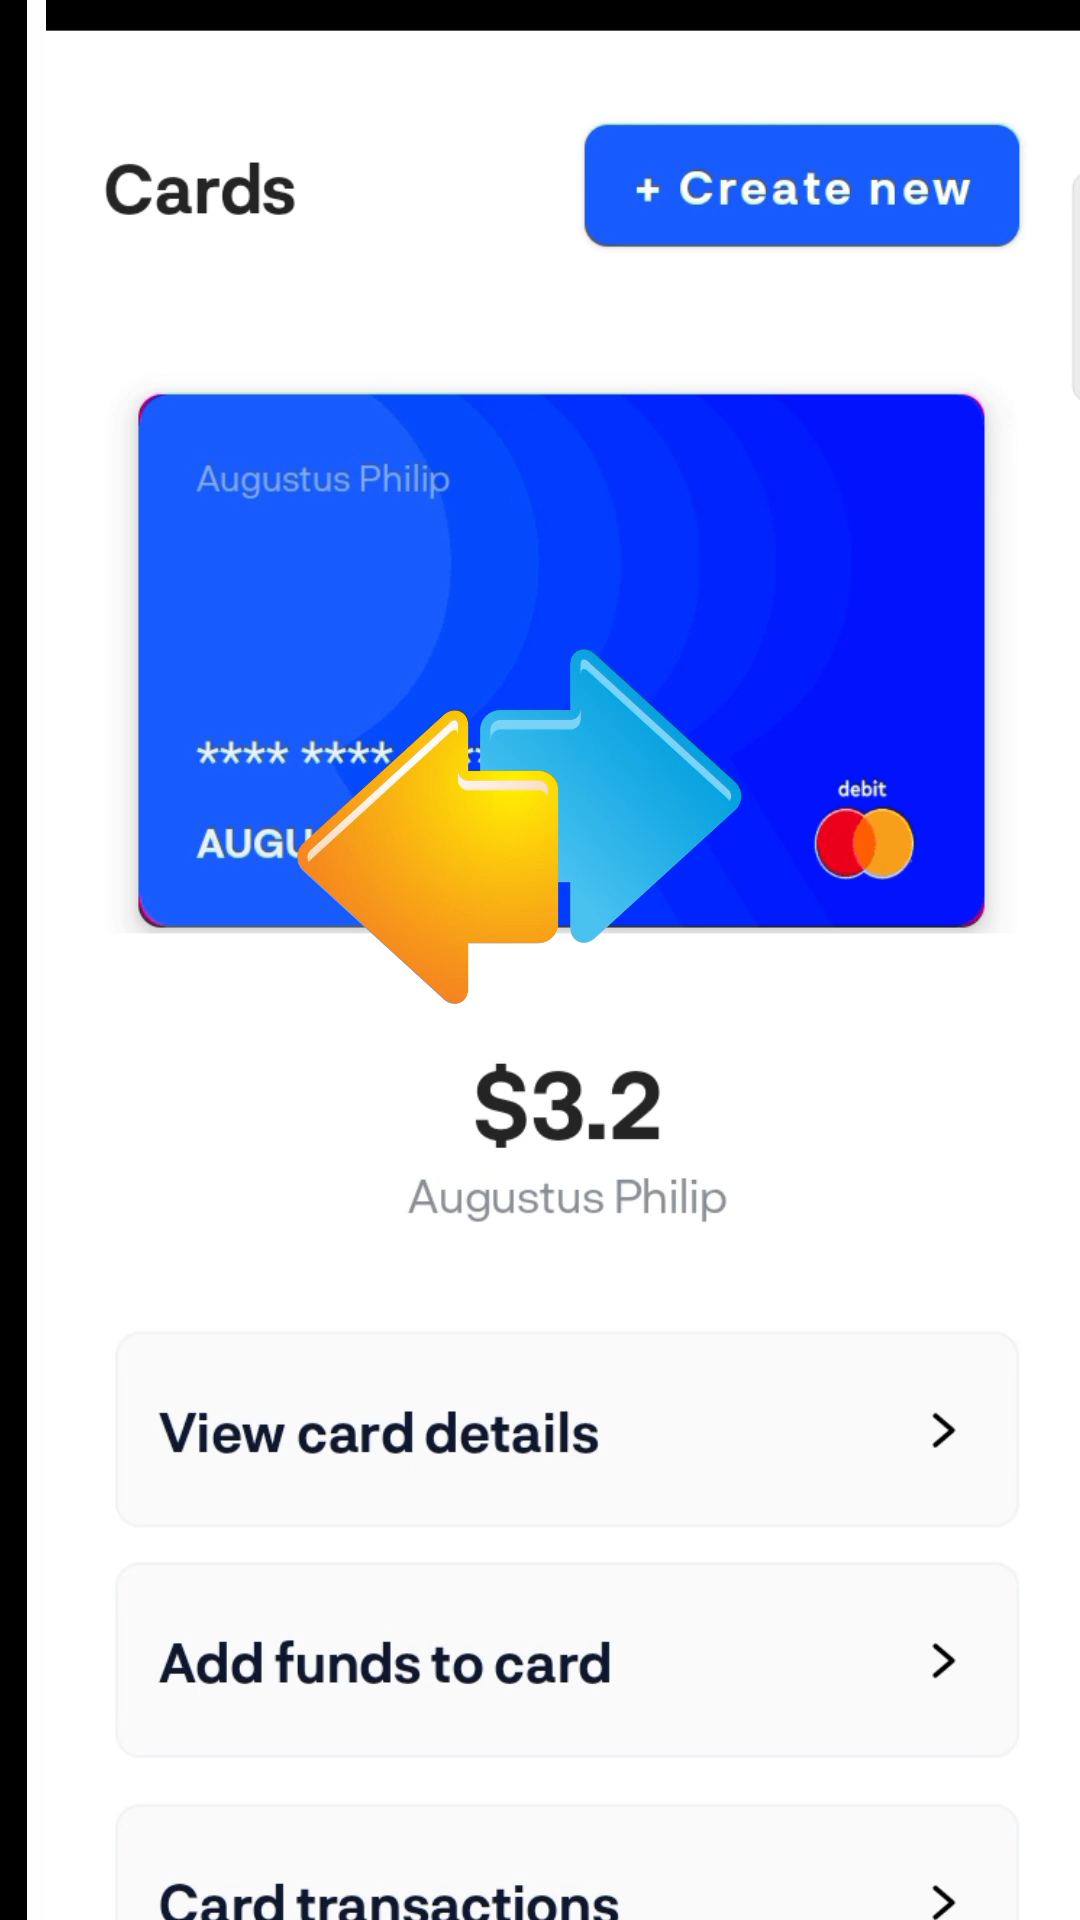 Cards
+ Create new
Augustus Philip
**** ****
AUGU
debit
$3.2
Augustus Philip
View card details
Add funds to card
Card transactions